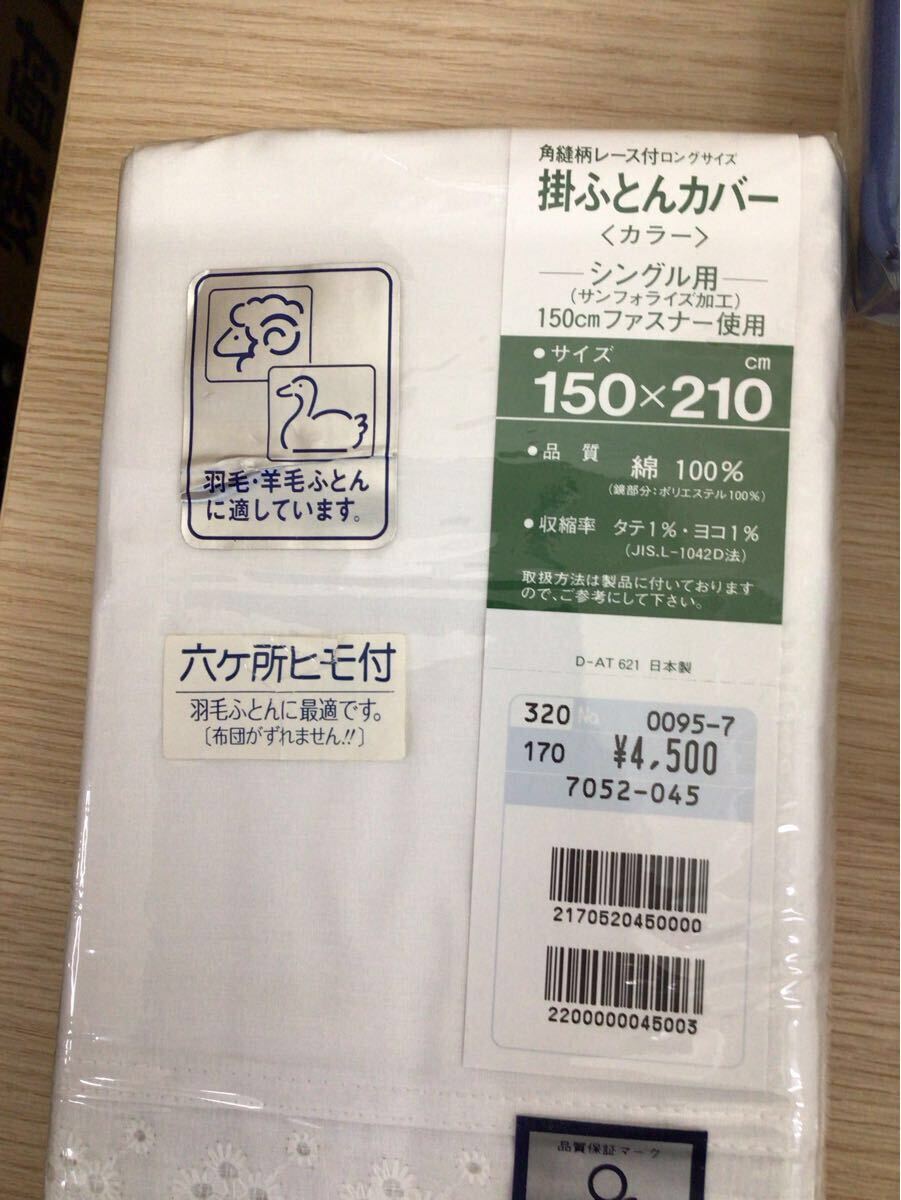 角縫柄レース付ロングサイズ
掛ふとんカバー
〈カラー〉
シングル用
(サンフォライズ加工)
150cmファスナー使用
●サイズ cm
150×210
●品質 綿 100%
(鏡部分:ポリエステル100%)
●収縮率 タテ1%・ヨコ1%
(JIS.L-1042D法)
取扱方法は製品に付いております
ので、ご参考にして下さい。
D-AT 621 日本製
320 No. 0095-7
170 ¥4,500
7052-045
2170520450000
2200000045003
羽毛・羊毛ふとん
に適しています。
六ケ所ヒモ付
羽毛ふとんに最適です。
〔布団がずれません!!〕
品質保証マーク